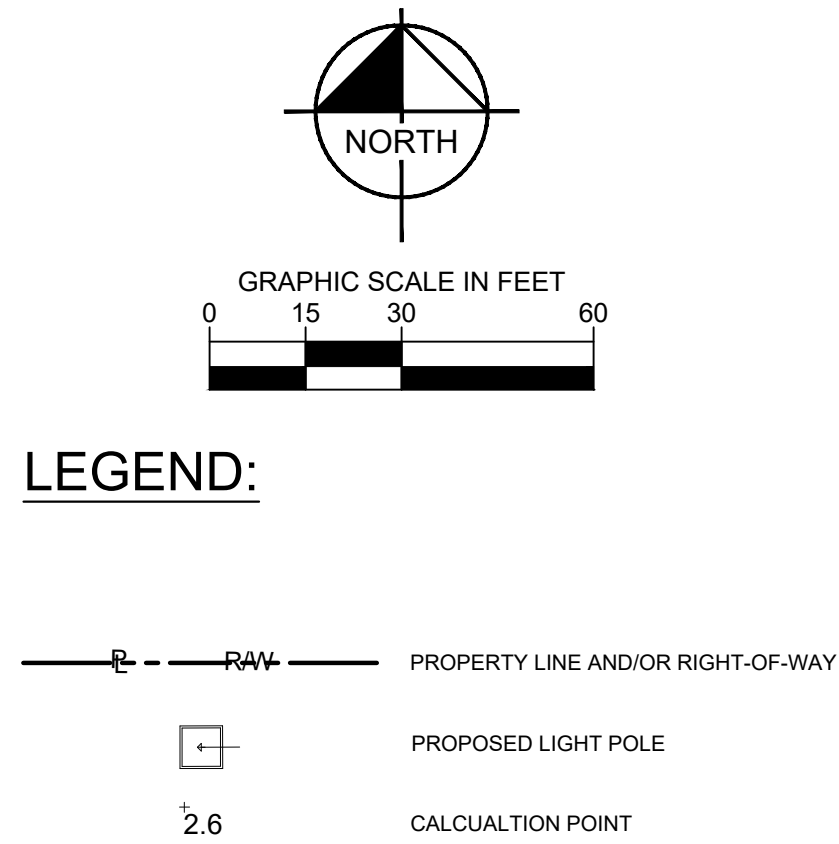 NORTH
GRAPHIC SCALE IN FEET
0 15 30 60
LEGEND:
PL R/W PROPERTY LINE AND/OR RIGHT-OF-WAY
PROPOSED LIGHT POLE
2.6 CALCUALTION POINT